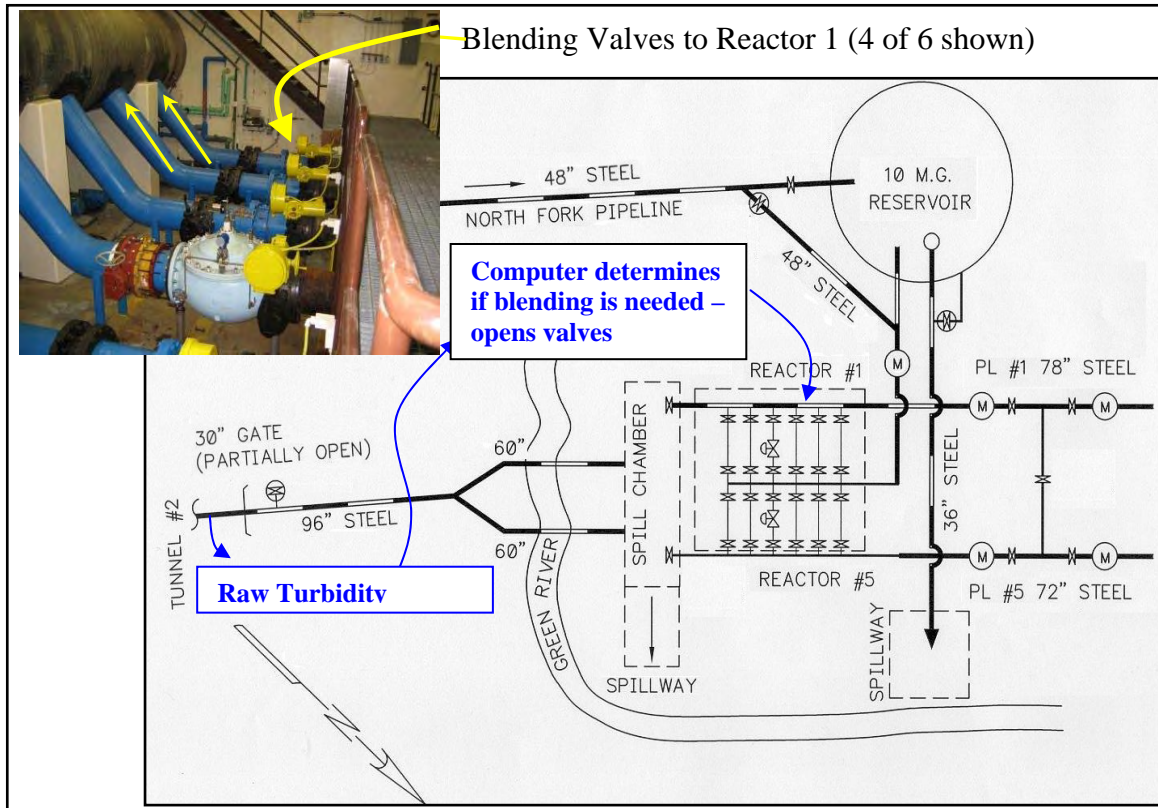 Blending Valves to Reactor 1 (4 of 6 shown)
48" STEEL
NORTH FORK PIPELINE
10 M.G.
RESERVOIR
48" STEEL
Computer determines
if blending is needed –
opens valves
REACTOR #1
PL #1 78" STEEL
M
M
M
30" GATE
(PARTIALLY OPEN)
60"
SPILL CHAMBER
36" STEEL
TUNNEL #2
96" STEEL
60"
M
M
Raw Turbidity
REACTOR #5
PL #5 72" STEEL
GREEN RIVER
SPILLWAY
SPILLWAY
N